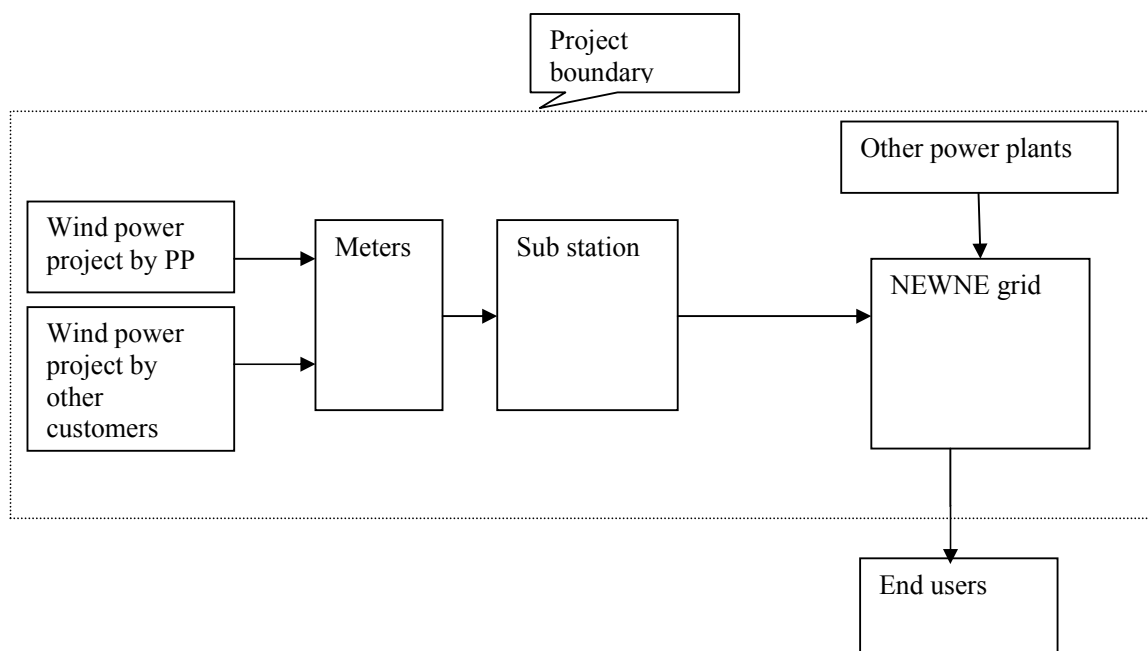 Project
boundary
Other power plants
Wind power
project by PP
Meters
Sub station
NEWNE grid
Wind power
project by
other
customers
End users